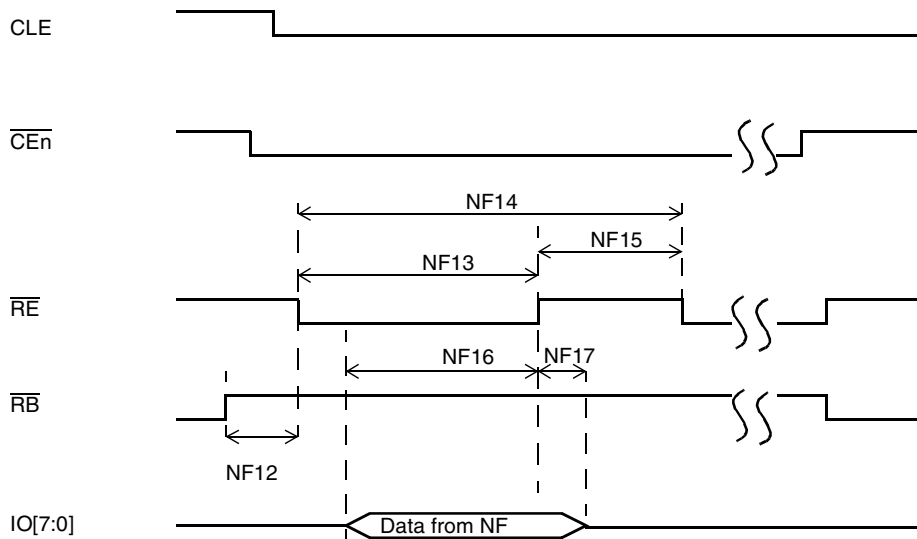 CLE
CEn
NF14
NF15
NF13
RE
NF16
NF17
RB
NF12
IO[7:0]
Data from NF